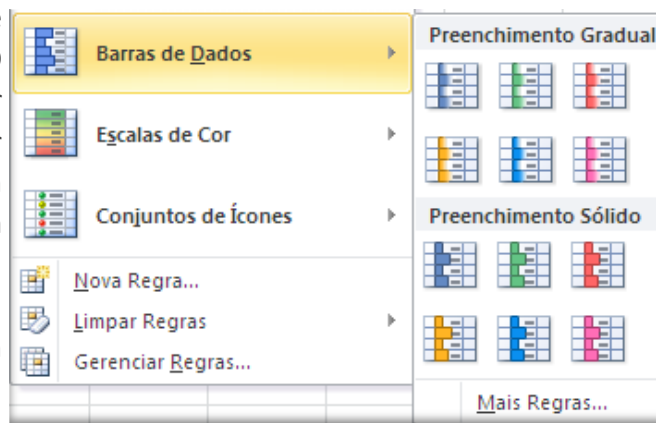 Barras de Dados
Escalas de Cor
Conjuntos de Ícones
Nova Regra...
Limpar Regras
Gerenciar Regras...
Preenchimento Gradual
Preenchimento Sólido
Mais Regras...